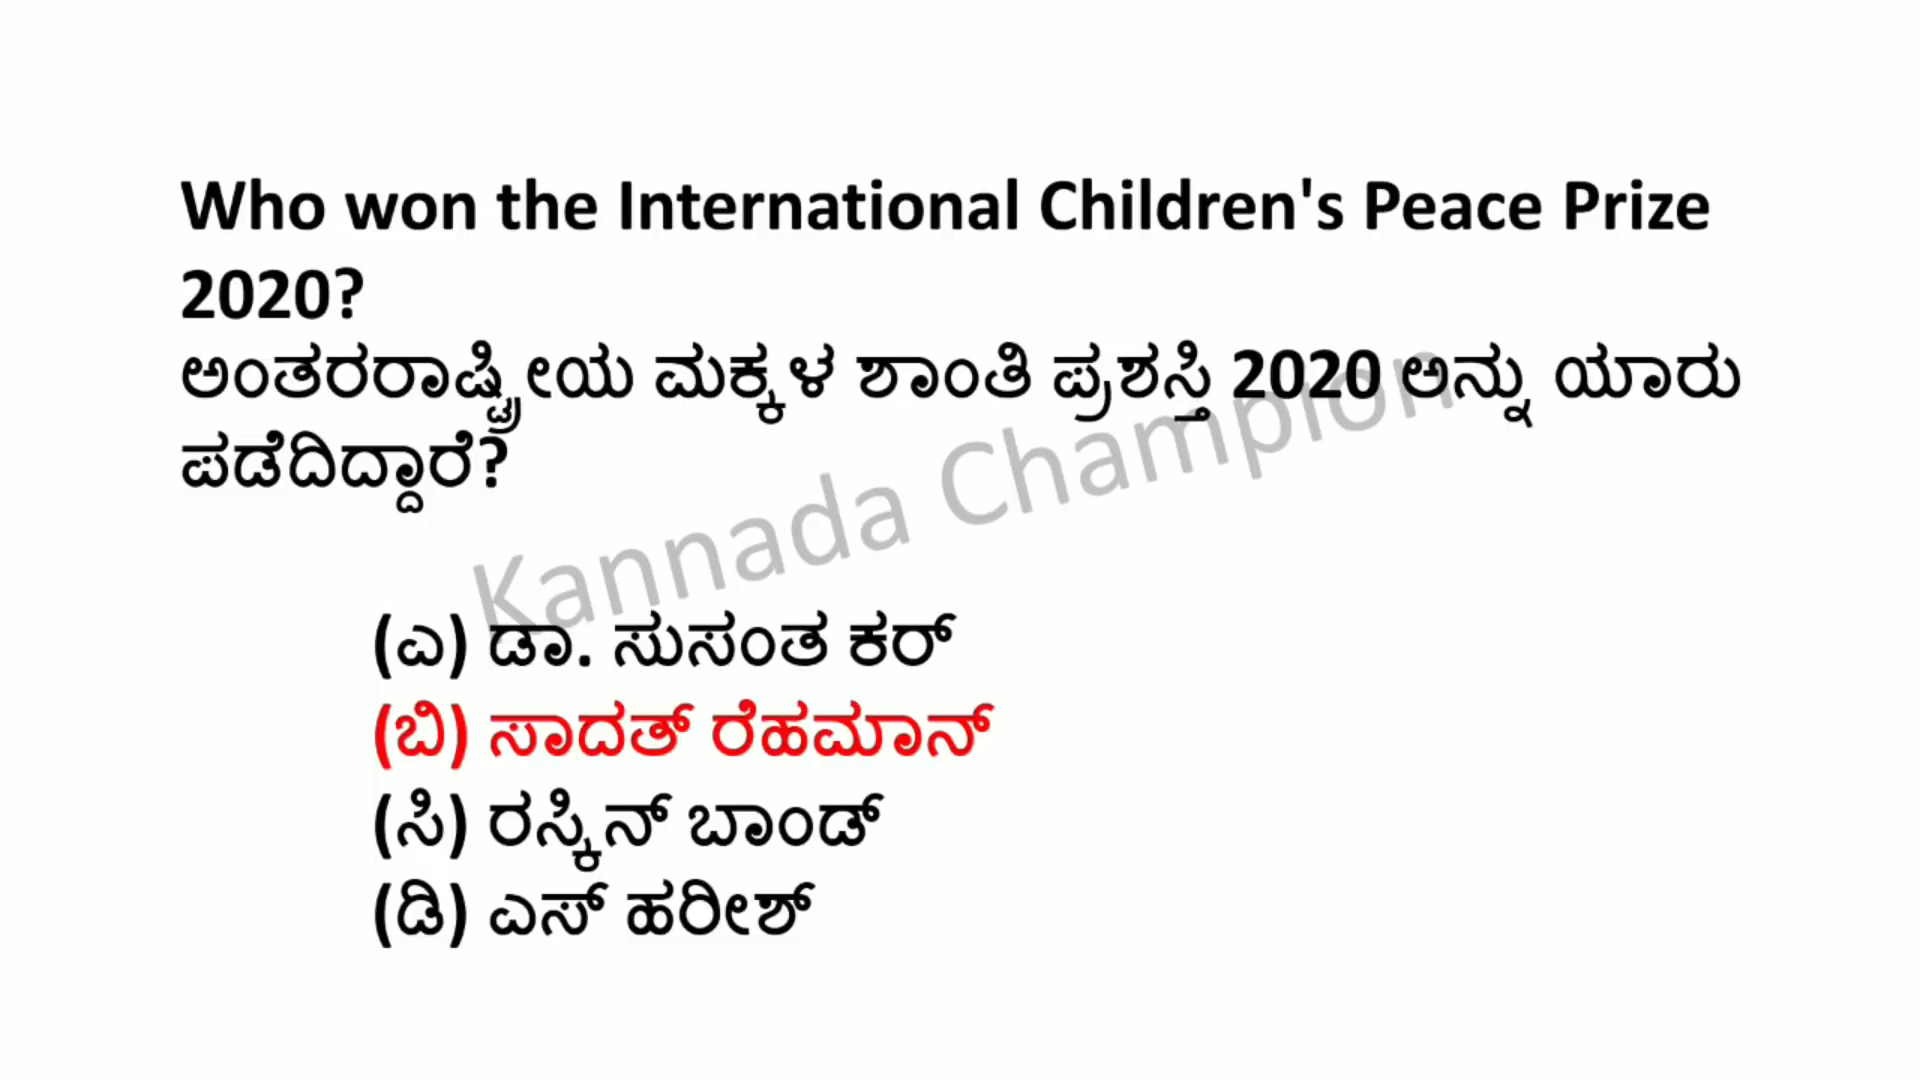 Who won the International Children's Peace Prize
2020?
ಅಂತರರಾಷ್ಟ್ರೀಯ ಮಕ್ಕಳ ಶಾಂತಿ ಪ್ರಶಸ್ತಿ 2020 ಅನ್ನು ಯಾರು
ಪಡೆದಿದ್ದಾರೆ?
Kannada Champion
(ಎ) ಡಾ. ಸುಸಂತ ಕರ್
(ಬಿ) ಸಾದತ್ ರೆಹಮಾನ್
(ಸಿ) ರಸ್ಕಿನ್ ಬಾಂಡ್
(ಡಿ) ಎಸ್ ಹರೀಶ್